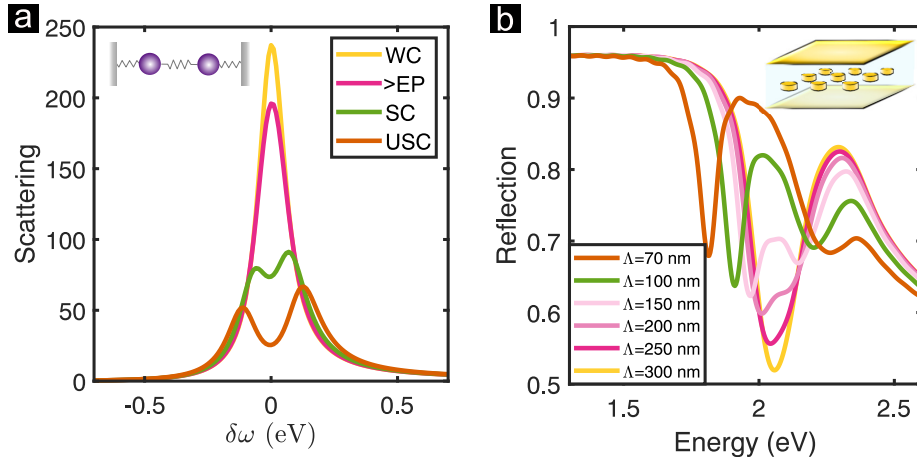 a
250
200
150
100
50
0
Scattering
-0.5
0
0.5
δω (eV)
WC
>EP
SC
USC
b
1
0.9
0.8
0.7
0.6
0.5
Reflection
1.5
2
2.5
Energy (eV)
Λ=70 nm
Λ=100 nm
Λ=150 nm
Λ=200 nm
Λ=250 nm
Λ=300 nm